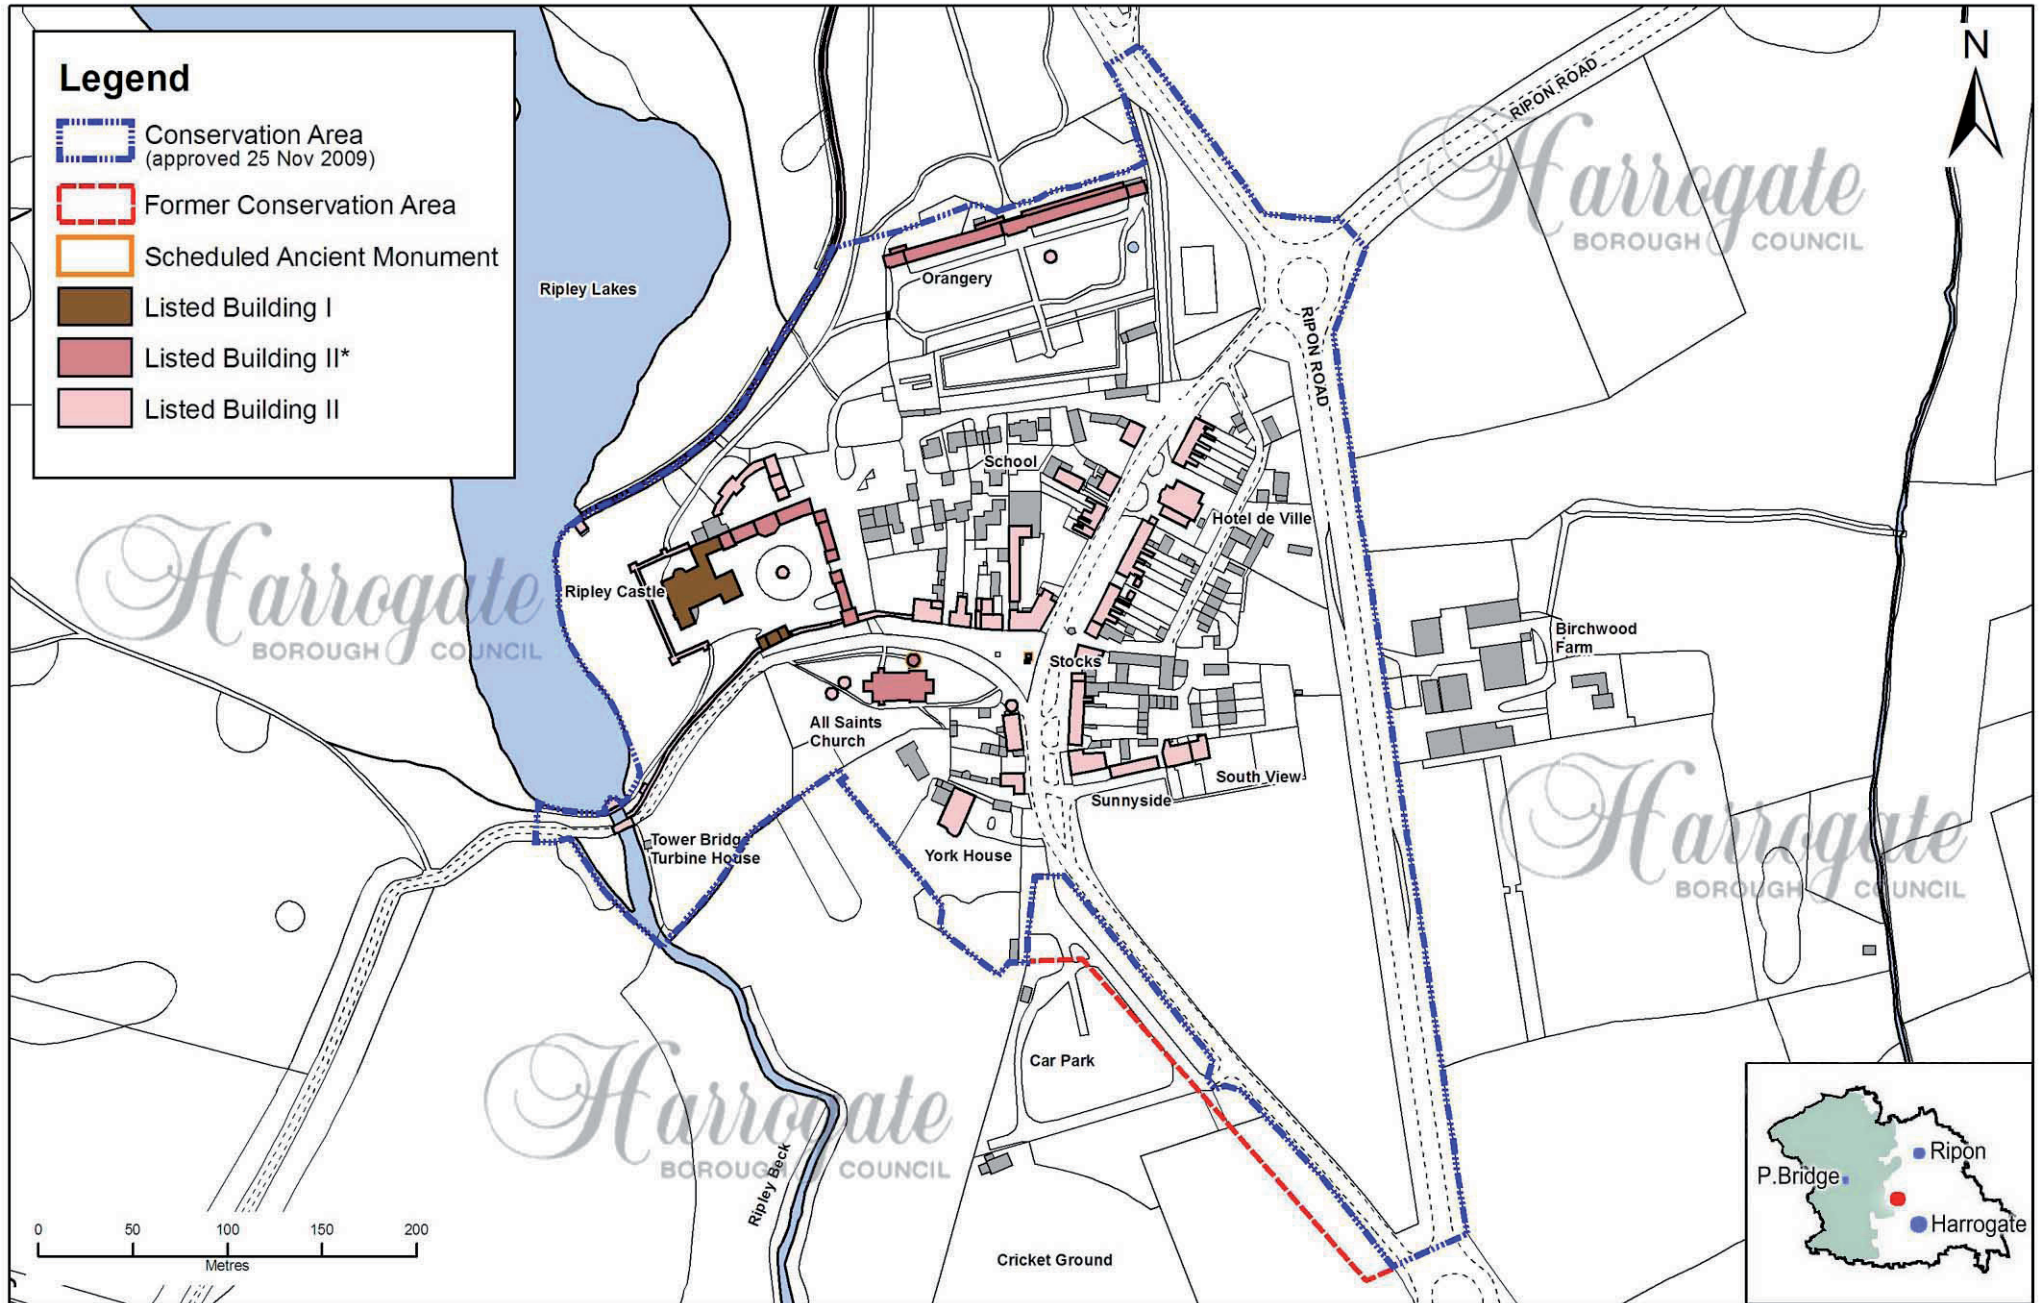 Legend
Conservation Area
(approved 25 Nov 2009)
Former Conservation Area
Scheduled Ancient Monument
Listed Building I
Listed Building II*
Listed Building II
N
RIPON ROAD
Harrogate
BOROUGH COUNCIL
Ripley Lakes
Orangery
RIPON ROAD
School
Hotel de Ville
Harrogate
BOROUGH COUNCIL
Ripley Castle
Birchwood
Farm
Stocks
All Saints
Church
South View
Sunnyside
Tower Bridge
Turbine House
York House
Harrogate
BOROUGH COUNCIL
Car Park
Harrogate
BOROUGH COUNCIL
Ripley Beck
Cricket Ground
0 50 100 150 200
Metres
Ripon
P.Bridge
Harrogate